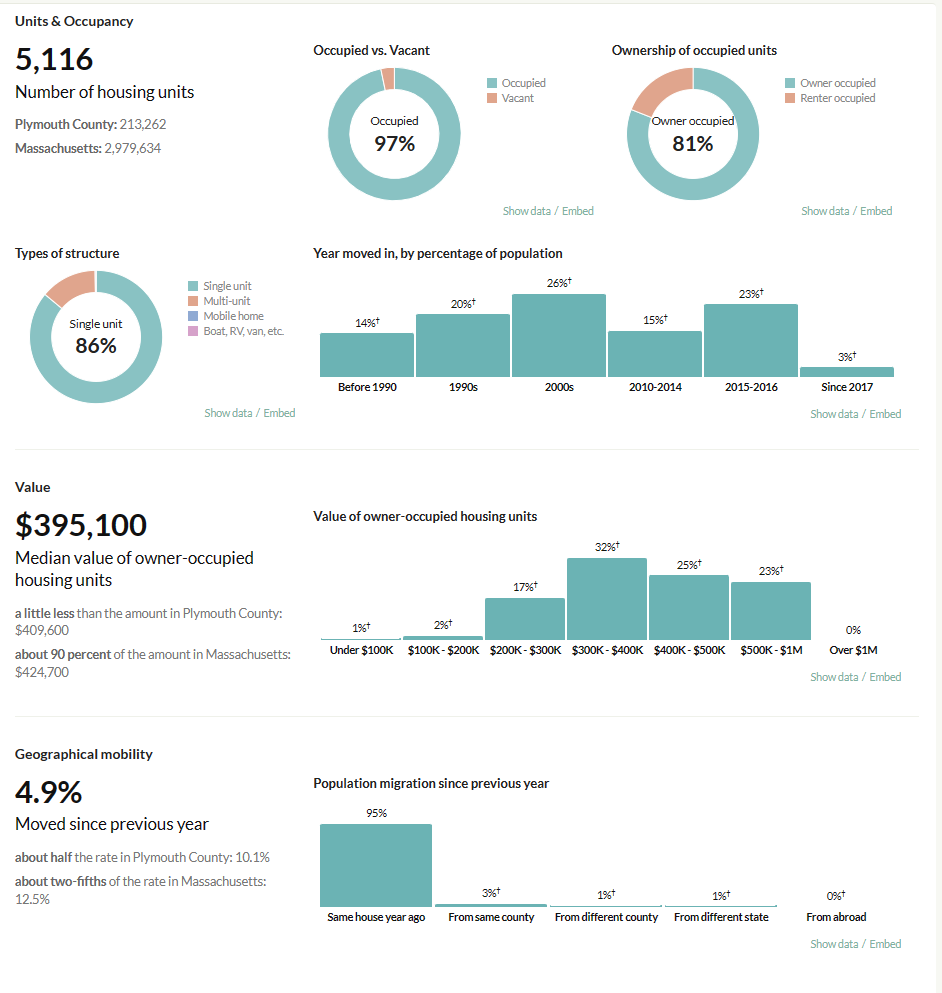 Units & Occupancy
5,116
Number of housing units
Plymouth County: 213,262
Massachusetts: 2,979,634
Occupied vs. Vacant
Occupied
97%
Occupied
Vacant
Show data / Embed
Ownership of occupied units
Owner occupied
81%
Owner occupied
Renter occupied
Show data / Embed
Types of structure
Single unit
86%
Single unit
Multi-unit
Mobile home
Boat, RV, van, etc.
Show data / Embed
Year moved in, by percentage of population
14%† 20%† 26%† 15%† 23%† 3%†
Before 1990 1990s 2000s 2010-2014 2015-2016 Since 2017
Show data / Embed
Value
$395,100
Median value of owner-occupied
housing units
a little less than the amount in Plymouth County:
$409,600
about 90 percent of the amount in Massachusetts:
$424,700
Value of owner-occupied housing units
1%† 2%† 17%† 32%† 25%† 23%† 0%
Under $100K $100K - $200K $200K - $300K $300K - $400K $400K - $500K $500K - $1M Over $1M
Show data / Embed
Geographical mobility
4.9%
Moved since previous year
about half the rate in Plymouth County: 10.1%
about two-fifths of the rate in Massachusetts:
12.5%
Population migration since previous year
95% 3%† 1%† 1%† 0%†
Same house year ago From same county From different county From different state From abroad
Show data / Embed